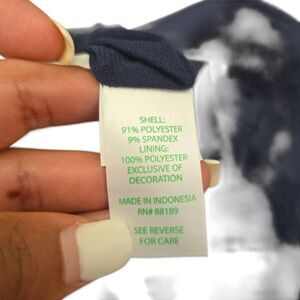 SHELL:
91% POLYESTER
9% SPANDEX
LINING:
100% POLYESTER
EXCLUSIVE OF
DECORATION
MADE IN INDONESIA
RN# 88189
SEE REVERSE
FOR CARE